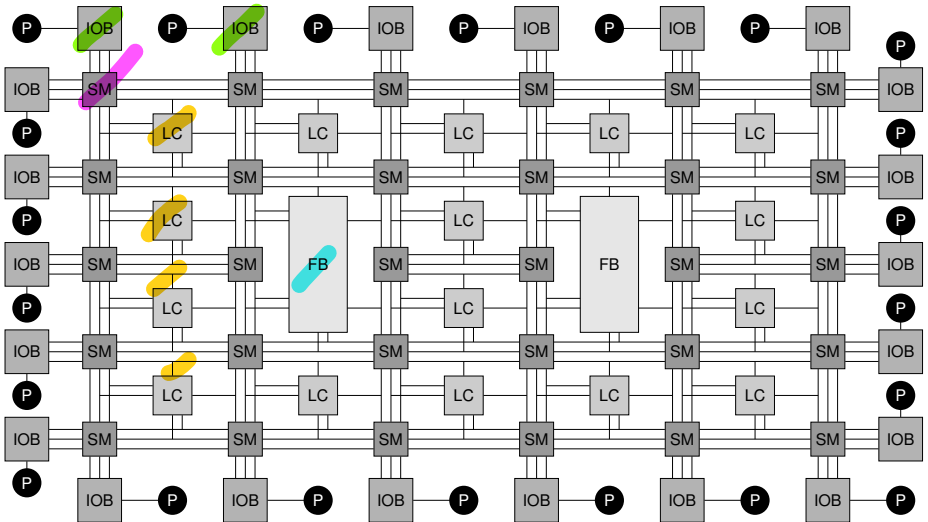 P IOB P IOB P IOB P IOB P IOB P IOB
P
IOB SM SM SM SM SM SM IOB
P LC LC LC LC LC P
IOB SM SM SM SM SM SM IOB
P LC LC LC P
IOB SM SM FB SM SM FB SM SM IOB
P LC LC LC P
IOB SM SM SM SM SM SM IOB
P LC LC LC LC LC P
IOB SM SM SM SM SM SM IOB
P
IOB P IOB P IOB P IOB P IOB P IOB P